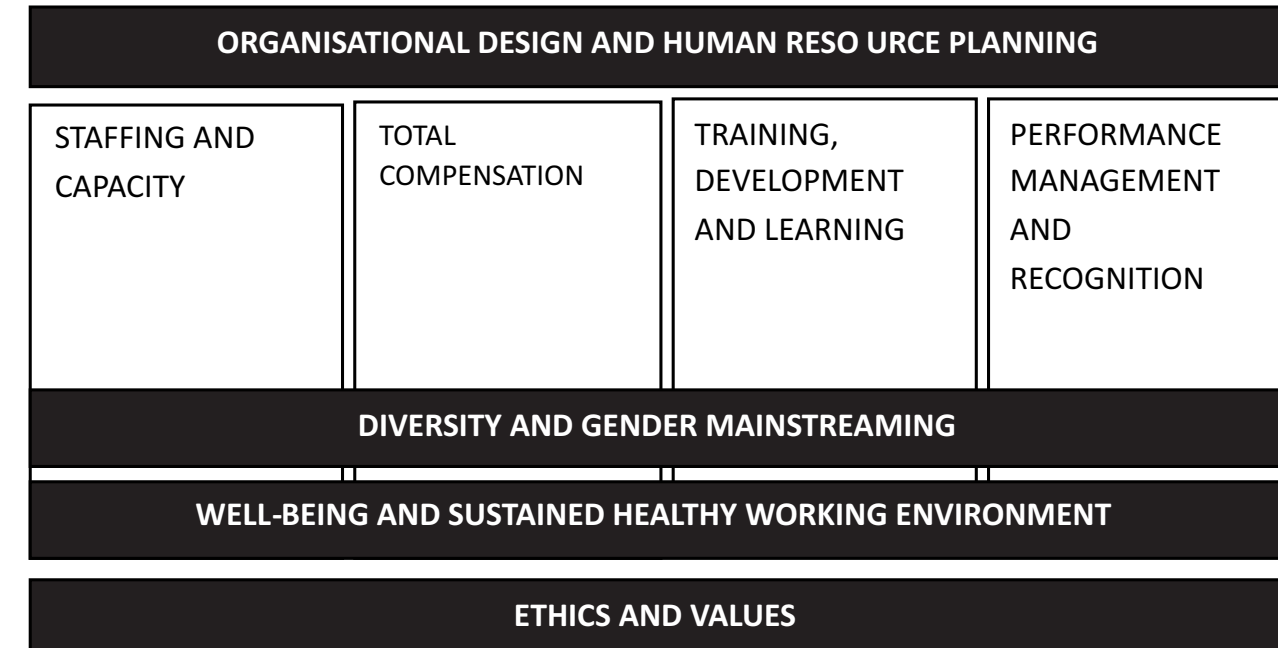 ORGANISATIONAL DESIGN AND HUMAN RESO URCE PLANNING
STAFFING AND
CAPACITY
TOTAL
COMPENSATION
TRAINING,
DEVELOPMENT
AND LEARNING
PERFORMANCE
MANAGEMENT
AND
RECOGNITION
DIVERSITY AND GENDER MAINSTREAMING
WELL-BEING AND SUSTAINED HEALTHY WORKING ENVIRONMENT
ETHICS AND VALUES